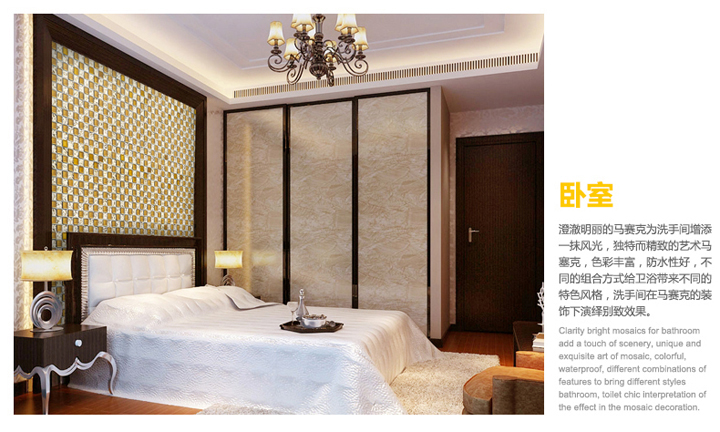 卧室
澄澈明丽的马赛克为洗手间增添
一抹风光，独特而精致的艺术马
塞克，色彩丰富，防水性好，不
同的组合方式给卫浴带来不同的
特色风格，洗手间在马赛克的装
饰下演绎别致效果。
Clarity bright mosaics for bathroom
add a touch of scenery, unique and
exquisite art of mosaic, colorful,
waterproof, different combinations of
features to bring different styles
bathroom, toilet chic interpretation of
the effect in the mosaic decoration.